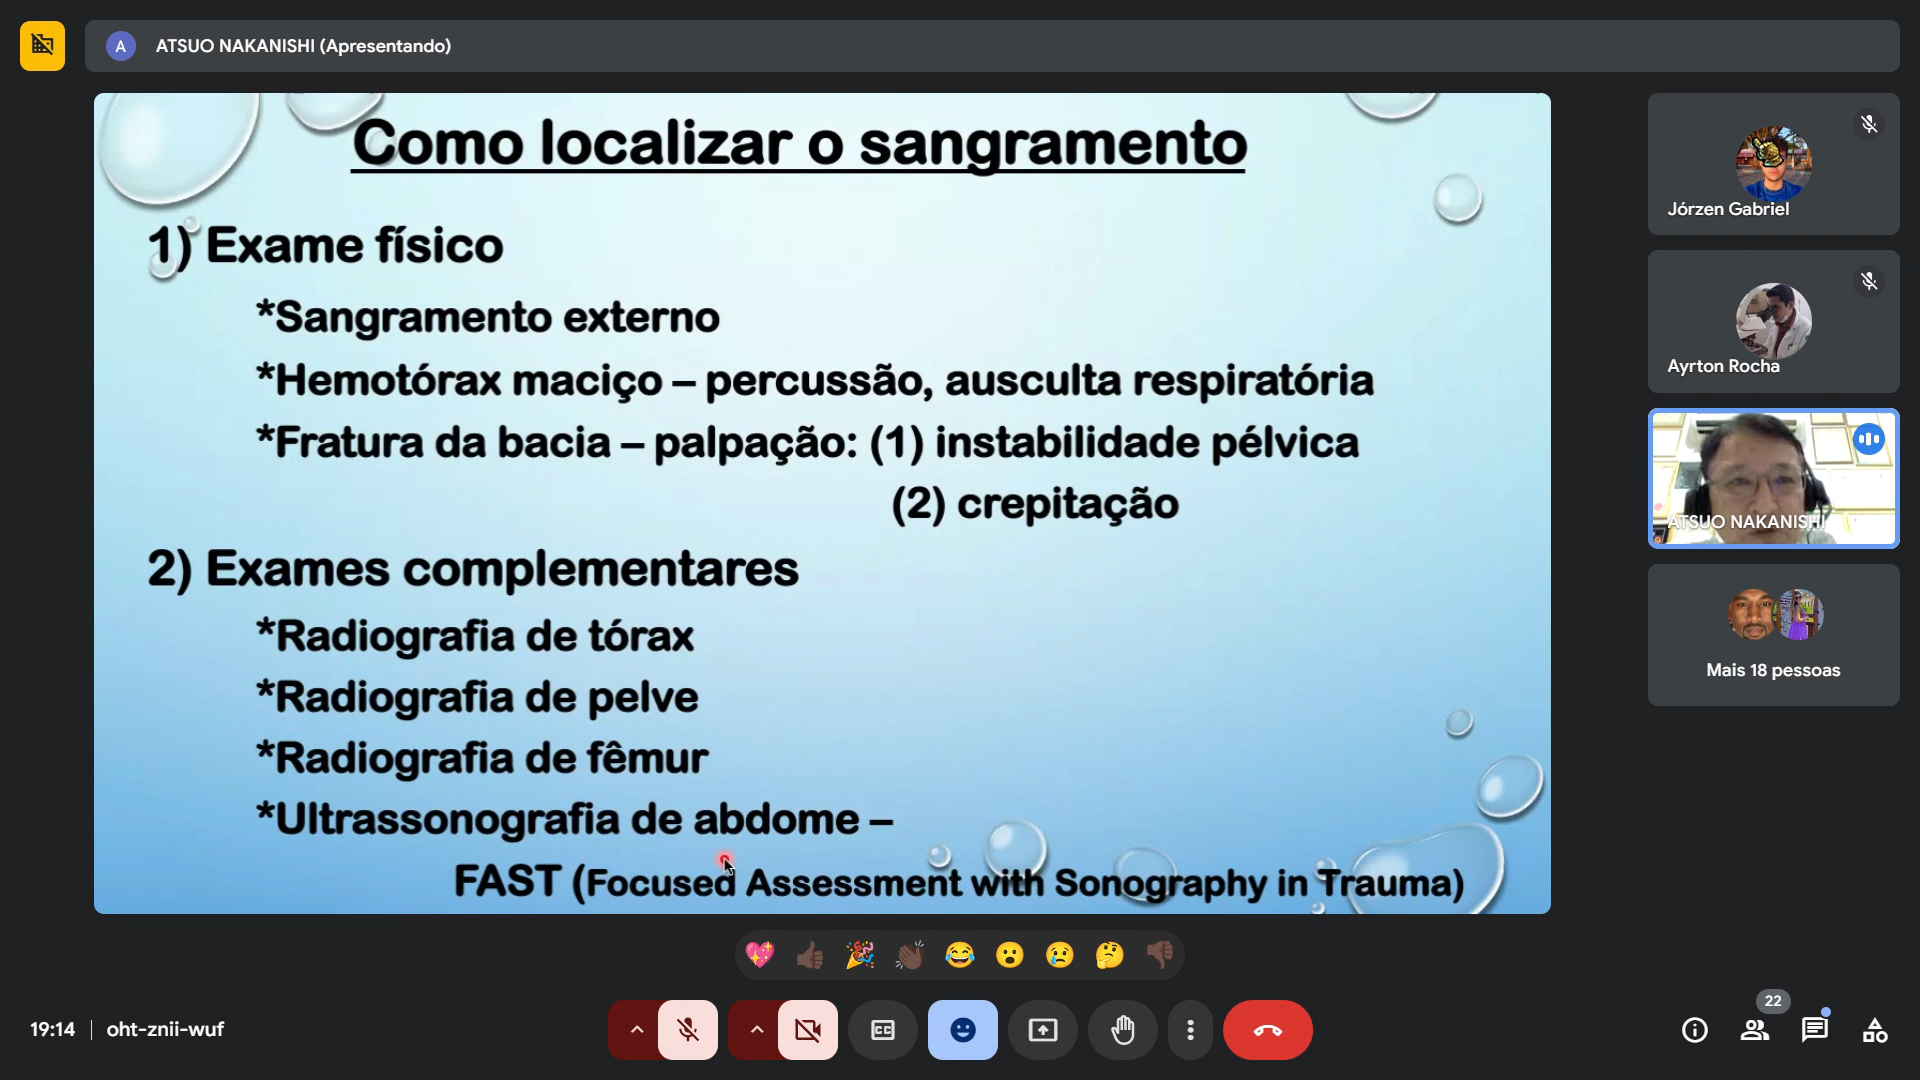 A ATSUO NAKANISHI (Apresentando)
Como localizar o sangramento
1) Exame físico
*Sangramento externo
*Hemotórax maciço – percussão, ausculta respiratória
*Fratura da bacia – palpação: (1) instabilidade pélvica
(2) crepitação
2) Exames complementares
*Radiografia de tórax
*Radiografia de pelve
*Radiografia de fêmur
*Ultrassonografia de abdome –
FAST (Focused Assessment with Sonography in Trauma)
Jórzen Gabriel
Ayrton Rocha
ATSUO NAKANISHI
Mais 18 pessoas
19:14 | oht-znii-wuf
CC
22